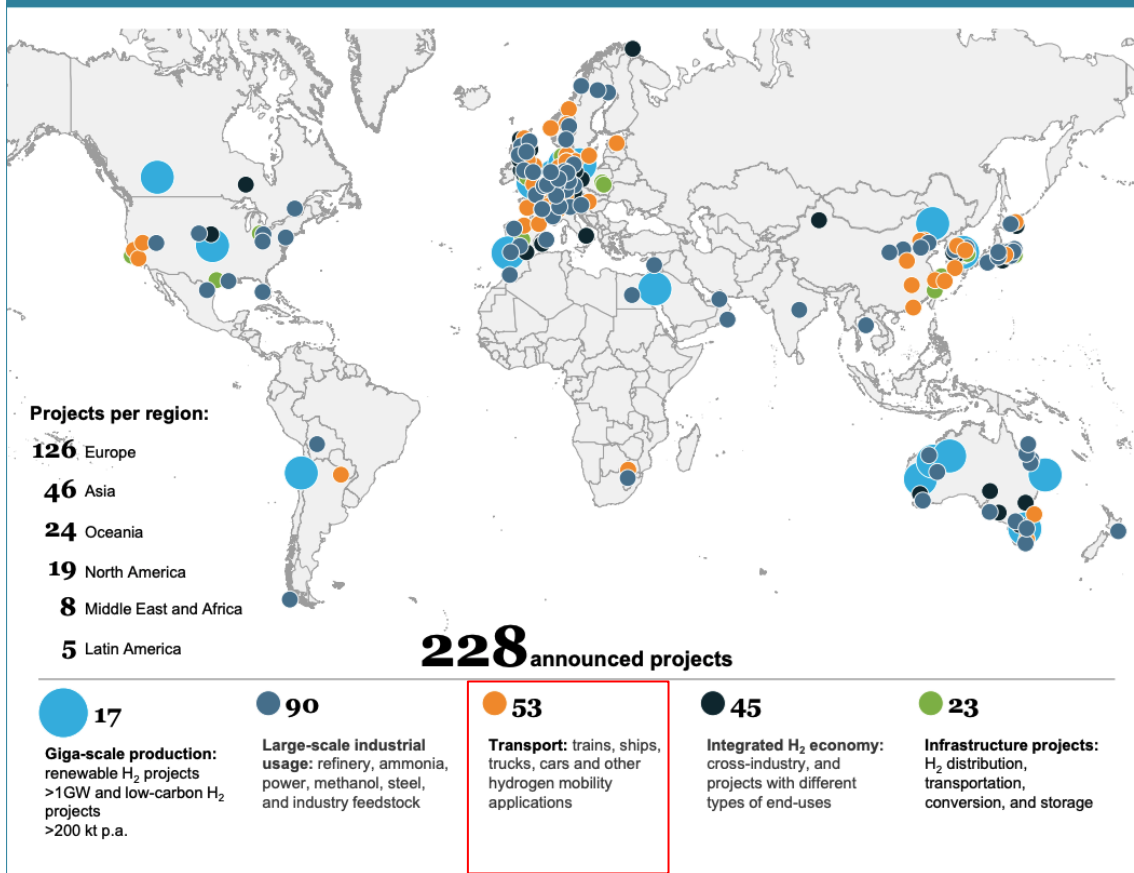 Projects per region:
126 Europe
46 Asia
24 Oceania
19 North America
8 Middle East and Africa
5 Latin America
228 announced projects
17
Giga-scale production:
renewable H₂ projects
>1GW and low-carbon H₂
projects
>200 kt p.a.
90
Large-scale industrial
usage: refinery, ammonia,
power, methanol, steel,
and industry feedstock
53
Transport: trains, ships,
trucks, cars and other
hydrogen mobility
applications
45
Integrated H₂ economy:
cross-industry, and
projects with different
types of end-uses
23
Infrastructure projects:
H₂ distribution,
transportation,
conversion, and storage